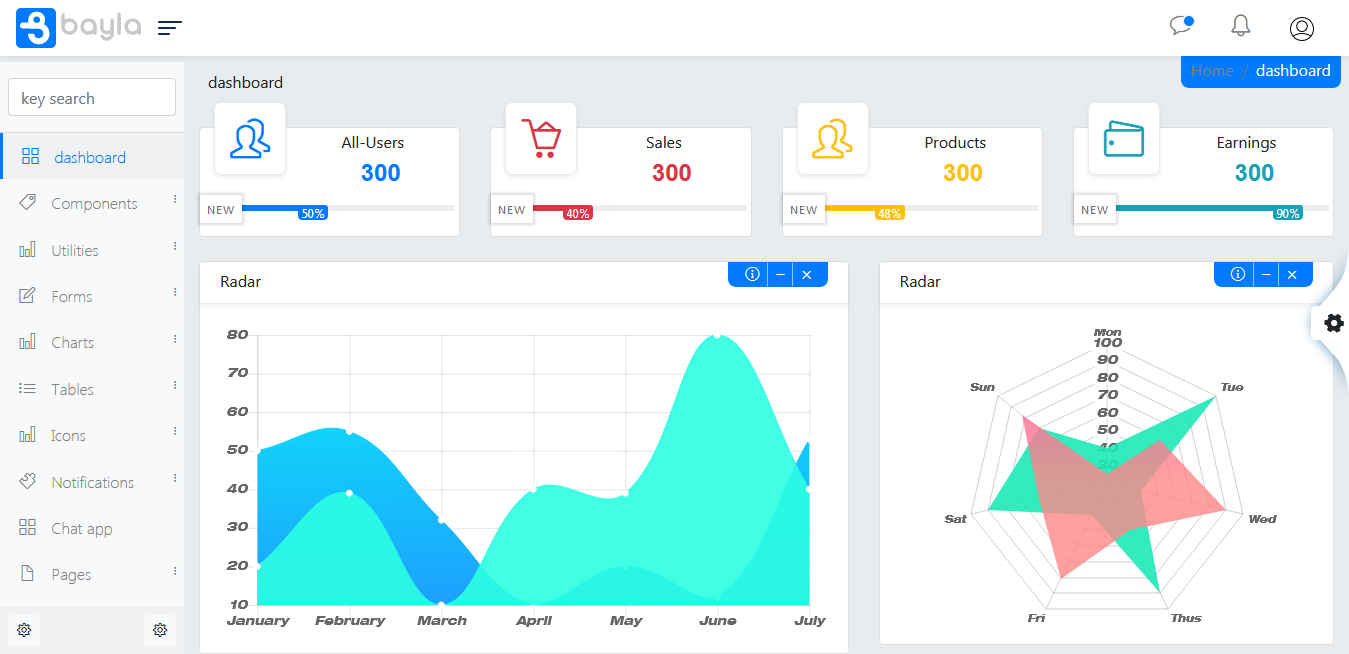 bayla
key search
dashboard
Components
Utilities
Forms
Charts
Tables
Icons
Notifications
Chat app
Pages
dashboard
Home / dashboard
All-Users
300
NEW
50%
Sales
300
NEW
40%
Products
300
NEW
48%
Earnings
300
NEW
90%
Radar
80
70
60
50
40
30
20
10
January February March April May June July
Radar
Mon
100
90
80
70
60
50
40
30
Sun
Tue
Sat
Wed
Fri
Thus